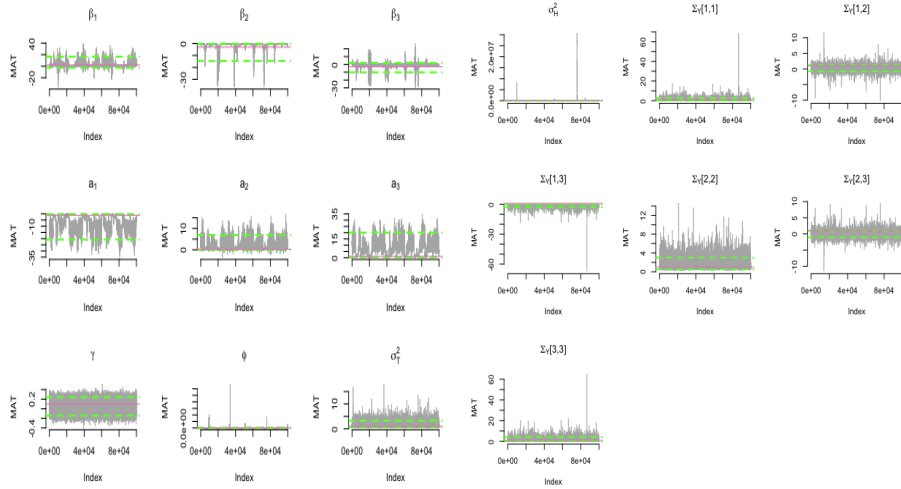 β1 β2 β3 σ²H ΣY[1,1] ΣY[1,2]
MAT MAT MAT MAT MAT MAT
-20 20 40
-30 -10 0
-30 -10 0
0.0e+00 2.0e+07
0 10 30 50 70
-10 0 5 10
0e+00 4e+04 8e+04 0e+00 4e+04 8e+04 0e+00 4e+04 8e+04 0e+00 4e+04 8e+04 0e+00 4e+04 8e+04 0e+00 4e+04 8e+04
Index Index Index Index Index Index
a1 a2 a3 ΣY[1,3] ΣY[2,2] ΣY[2,3]
MAT MAT MAT MAT MAT MAT
-35 -10
0 10
0 15 35
-60 -30 0
0 4 8 12
-10 0 5 10
0e+00 4e+04 8e+04 0e+00 4e+04 8e+04 0e+00 4e+04 8e+04 0e+00 4e+04 8e+04 0e+00 4e+04 8e+04 0e+00 4e+04 8e+04
Index Index Index Index Index Index
γ ϕ σ²T ΣY[3,3]
MAT MAT MAT MAT
-0.4 0.2
0.0e+00
0 10
0 20 40 60
0e+00 4e+04 8e+04 0e+00 4e+04 8e+04 0e+00 4e+04 8e+04 0e+00 4e+04 8e+04
Index Index Index Index